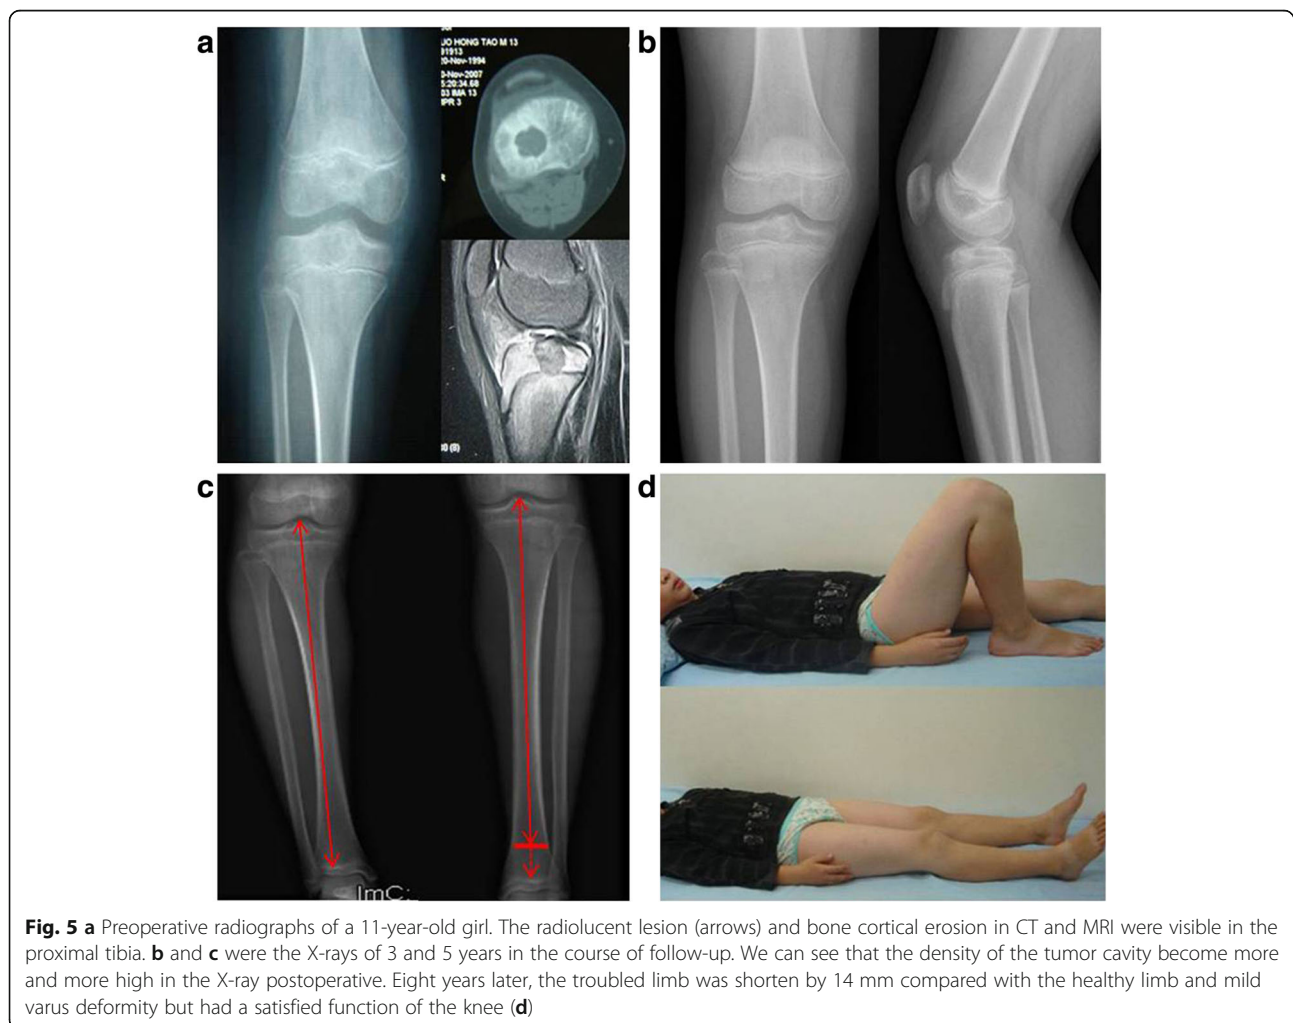 a
b
HONG TAO M 13
-Nov-1994
-Nov-2007
IMA 13
c
d
ImC:
Fig. 5 a Preoperative radiographs of a 11-year-old girl. The radiolucent lesion (arrows) and bone cortical erosion in CT and MRI were visible in the
proximal tibia. b and c were the X-rays of 3 and 5 years in the course of follow-up. We can see that the density of the tumor cavity become more
and more high in the X-ray postoperative. Eight years later, the troubled limb was shorten by 14 mm compared with the healthy limb and mild
varus deformity but had a satisfied function of the knee (d)